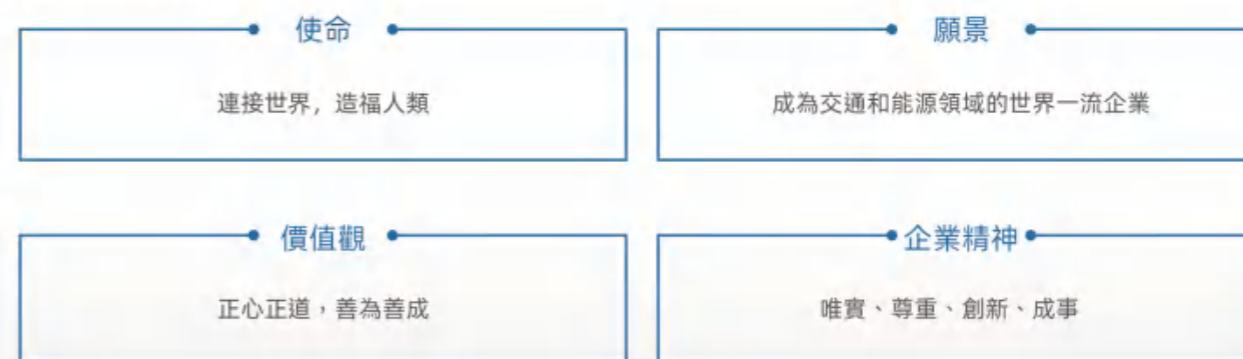 使命
連接世界，造福人類
願景
成為交通和能源領域的世界一流企業
價值觀
正心正道，善為善成
企業精神
唯實、尊重、創新、成事